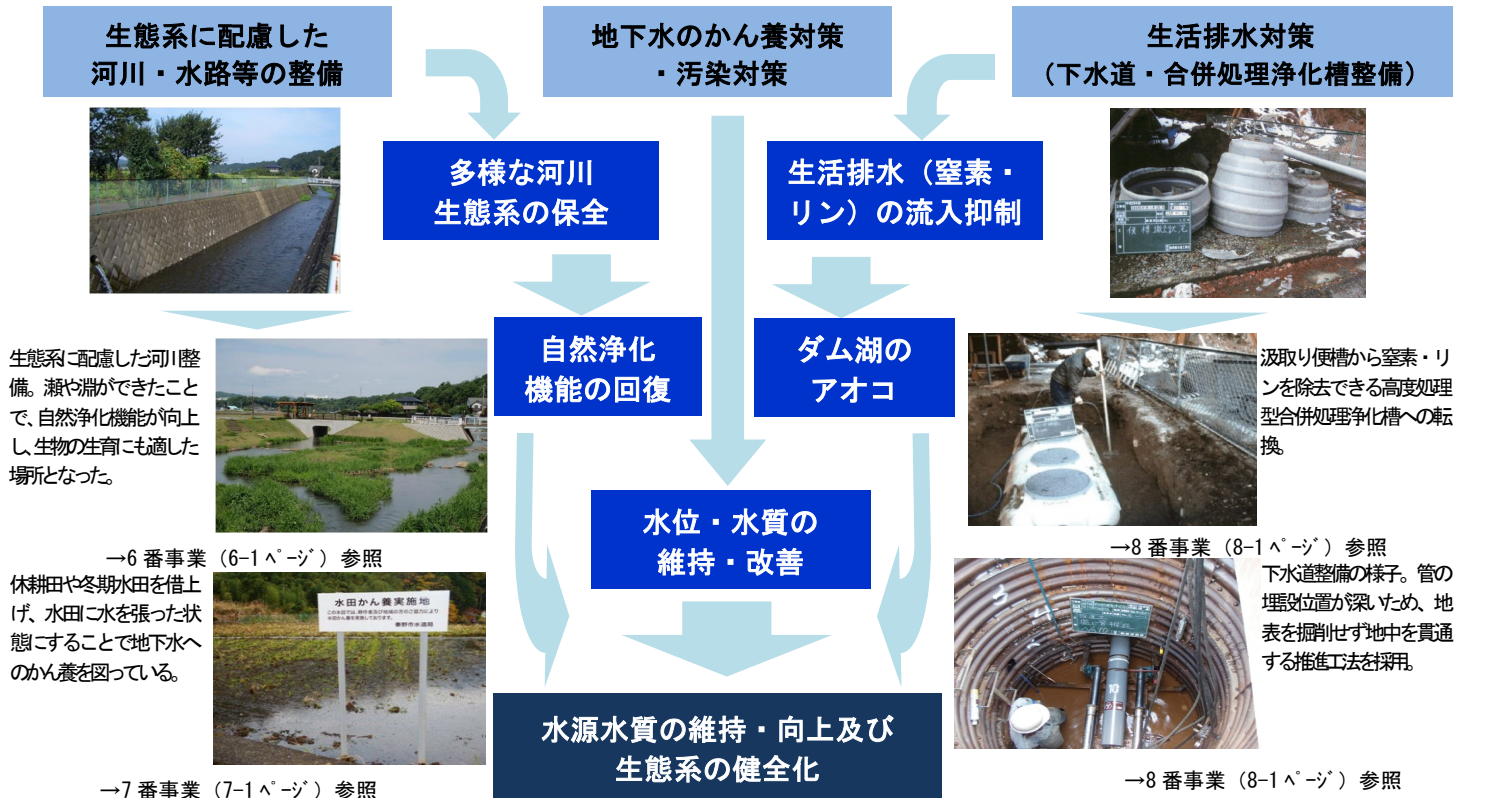 生態系に配慮した
河川・水路等の整備
地下水のかん養対策
・汚染対策
生活排水対策
（下水道・合併処理浄化槽整備）
多様な河川
生態系の保全
生活排水（窒素・
リン）の流入抑制
自然浄化
機能の回復
ダム湖の
アオコ
水位・水質の
維持・改善
水源水質の維持・向上及び
生態系の健全化
生態系に配慮した河川整
備。瀬や淵ができたこと
で、自然浄化機能が向上
し、生物の生育にも適した
場所となった。
→6 番事業（6-1 ﾍﾟｰｼﾞ）参照
休耕田や冬期水田を借上
げ、水田に水を張った状
態にすることで地下水へ
のかん養を図っている。
水田かん養実施地
秦野市水道局
→7 番事業（7-1 ﾍﾟｰｼﾞ）参照
汲取り便槽から窒素・リ
ンを除去できる高度処理
型合併処理浄化槽への転
換。
→8 番事業（8-1 ﾍﾟｰｼﾞ）参照
下水道整備の様子。管の
埋設位置が深いため、地
表を掘削せず地中を貫通
する推進工法を採用。
→8 番事業（8-1 ﾍﾟｰｼﾞ）参照